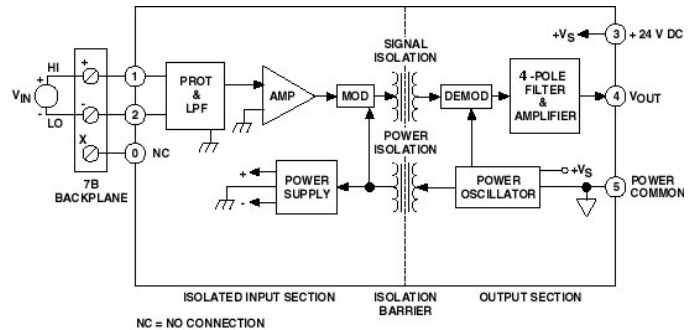 SIGNAL
ISOLATION
+VS
3
+ 24 V DC
HI
+
1
PROT
&
LPF
AMP
MOD
DEMOD
4-POLE
FILTER
&
AMPLIFIER
4
VOUT
VIN
+
-
-
2
LO
X
0
NC
POWER
ISOLATION
7B
BACKPLANE
+
-
POWER
SUPPLY
POWER
OSCILLATOR
+VS
5
POWER
COMMON
ISOLATED INPUT SECTION
ISOLATION
BARRIER
OUTPUT SECTION
NC = NO CONNECTION